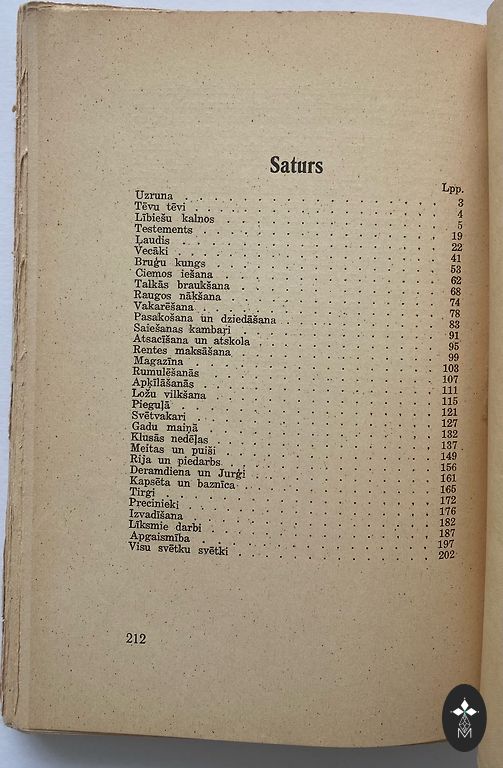 Saturs
Lpp.
Uzruna 3
Tēvu tēvi 4
Lībiešu kalnos 5
Testements 19
Ļaudis 22
Vecāki 41
Bruģu kungs 53
Ciemos iešana 62
Talkās braukšana 68
Raugos nākšana 74
Vakarēšana 78
Pasakošana un dziedāšana 83
Saiešanas kambaŗi 91
Atsacīšana un atskola 95
Rentes maksāšana 99
Magazīna 103
Rumulēšanās 107
Apķīlāšanās 111
Ložu vilkšana 115
Pieguļā 121
Svētvakari 127
Gadu maiņā 132
Klusās nedēļas 137
Meitas un puiši 149
Rija un piedarbs 156
Deramdiena un Jurģi 161
Kapsēta un baznīca 165
Tirgi 172
Precinieki 176
Izvadīšana 182
Līksmie darbi 187
Apgaismība 197
Visu svētku svētki 202
212